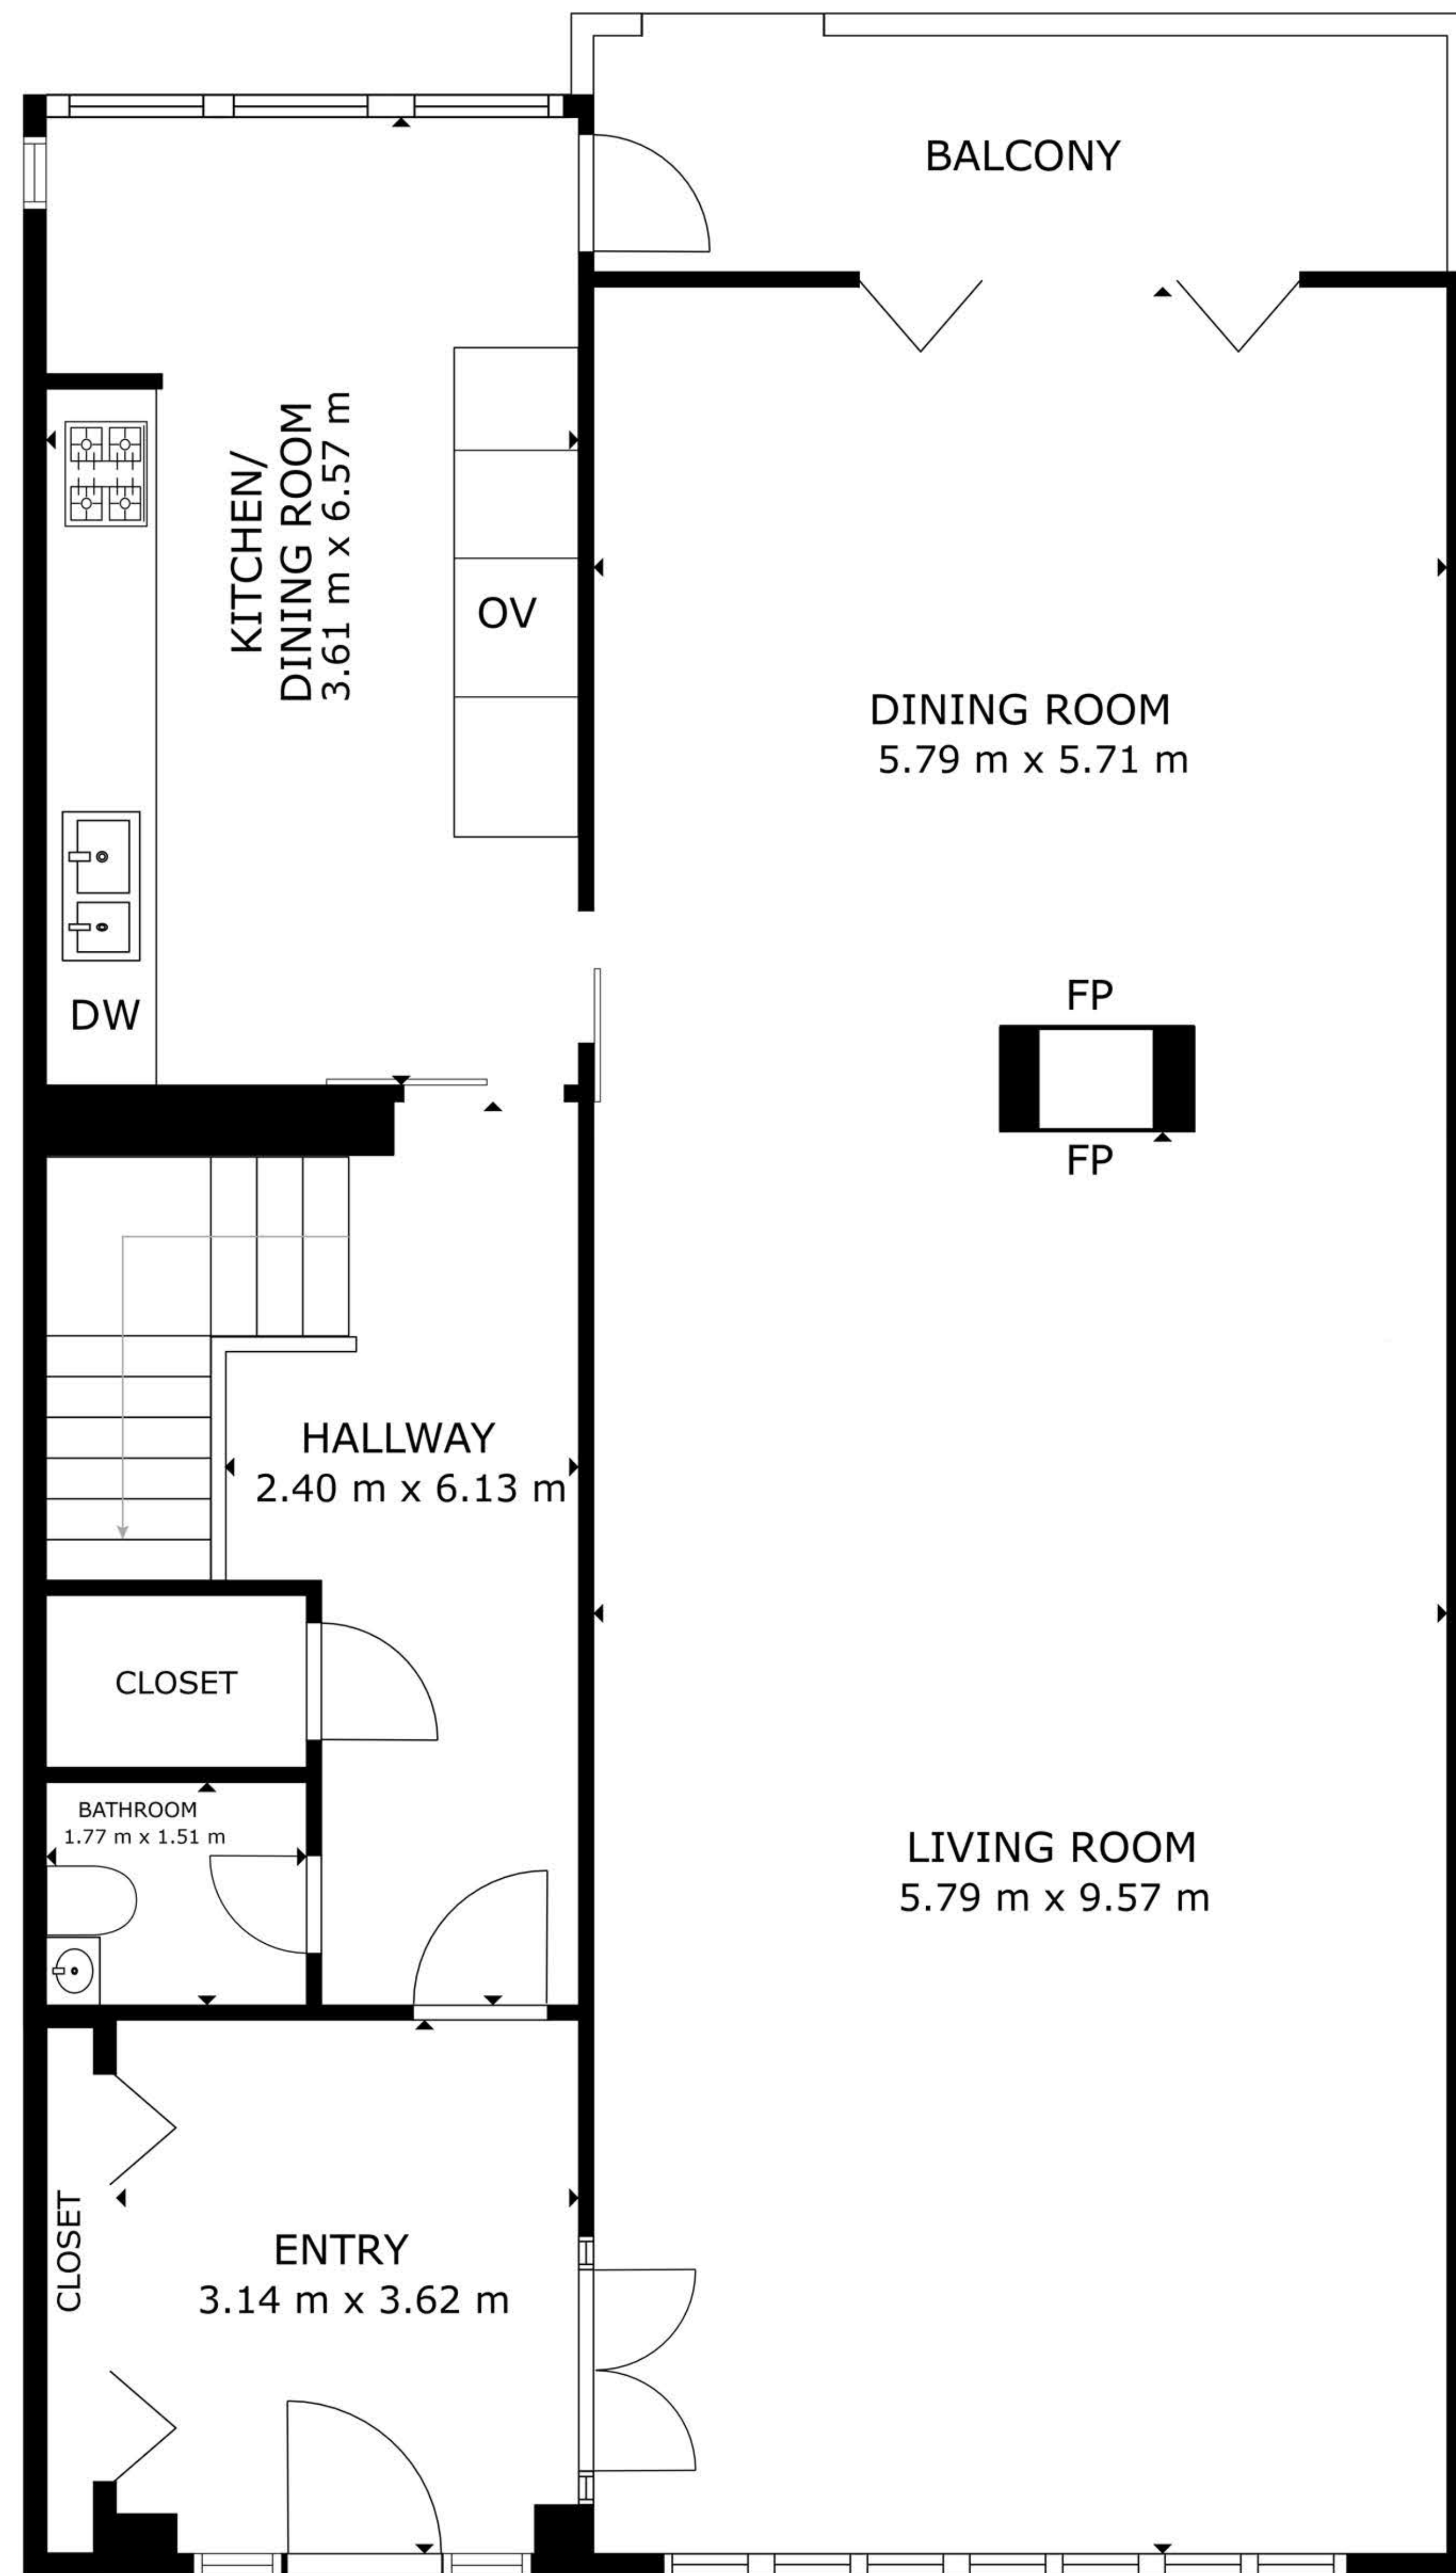 BALCONY
KITCHEN/
DINING ROOM
3.61 m x 6.57 m
OV
DINING ROOM
5.79 m x 5.71 m
DW
FP
FP
HALLWAY
2.40 m x 6.13 m
CLOSET
BATHROOM
1.77 m x 1.51 m
LIVING ROOM
5.79 m x 9.57 m
CLOSET
ENTRY
3.14 m x 3.62 m